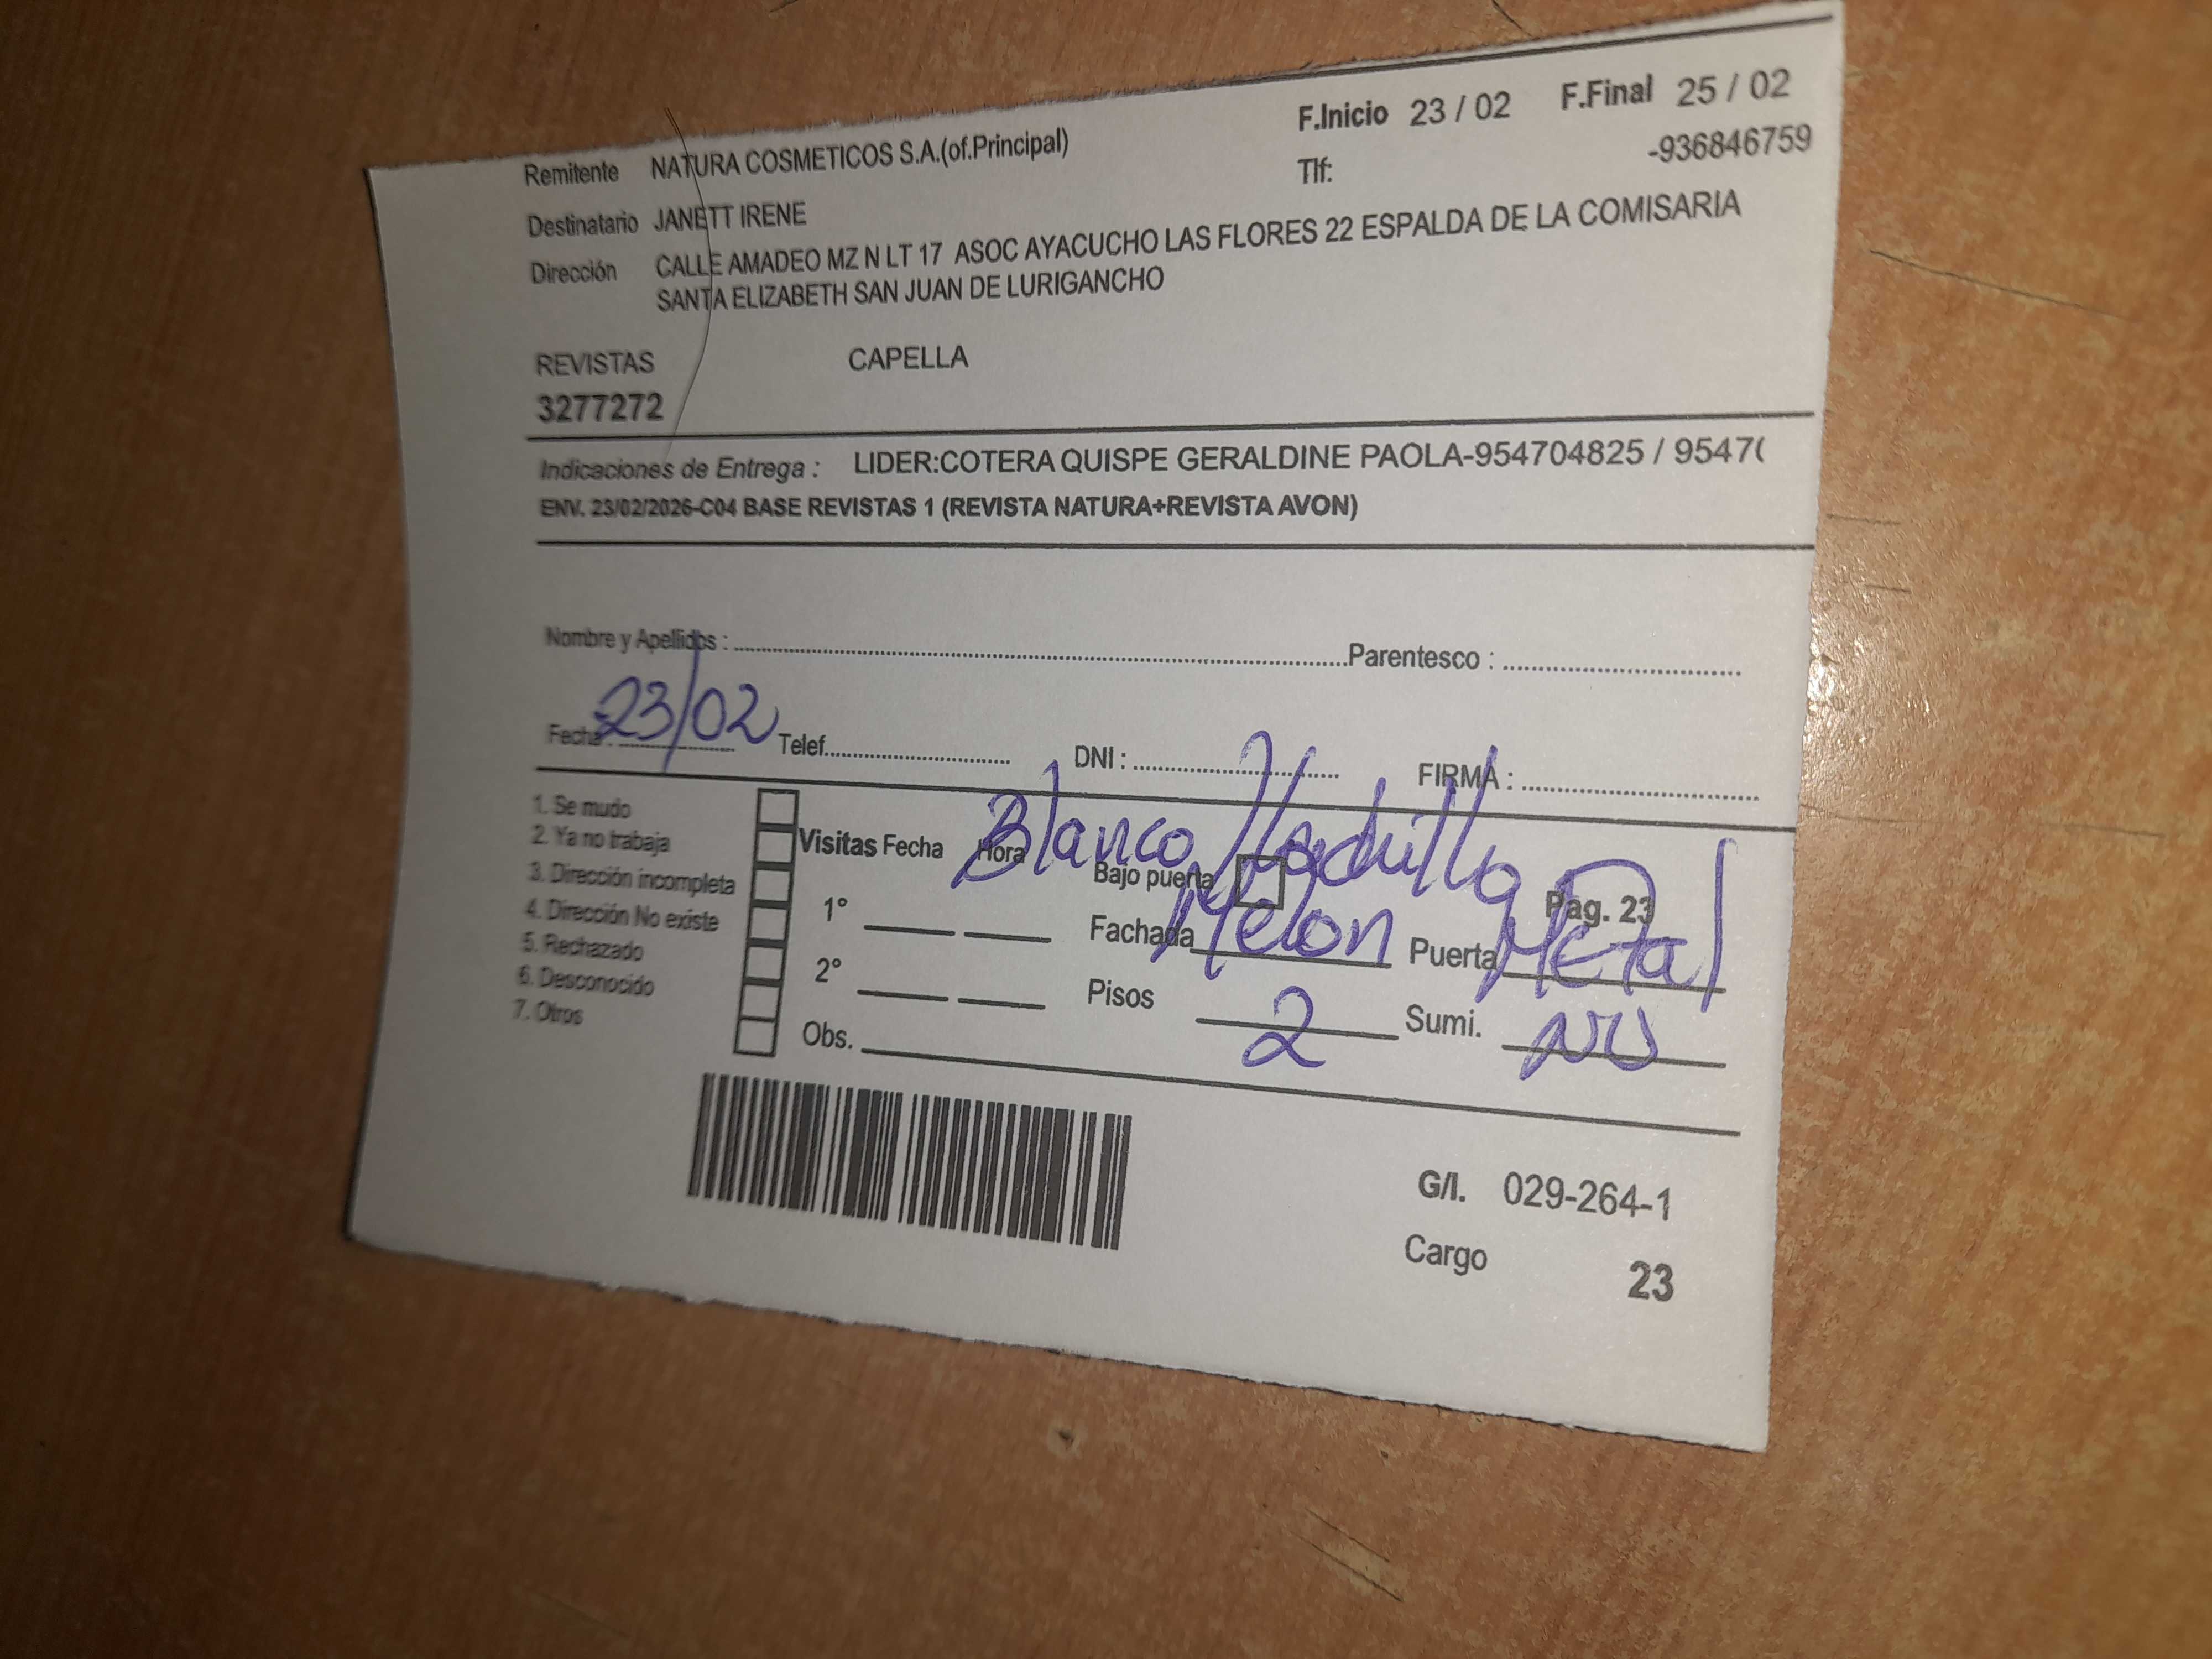 F.Inicio 23 / 02 F.Final 25 / 02
Remitente NATURA COSMETICOS S.A.(of.Principal) Tlf: -936846759
Destinatario JANETT IRENE
Dirección CALLE AMADEO MZ N LT 17 ASOC AYACUCHO LAS FLORES 22 ESPALDA DE LA COMISARIA
SANTA ELIZABETH SAN JUAN DE LURIGANCHO
REVISTAS CAPELLA
3277272
Indicaciones de Entrega : LIDER:COTERA QUISPE GERALDINE PAOLA-954704825 / 9547(
ENV. 23/02/2026-C04 BASE REVISTAS 1 (REVISTA NATURA+REVISTA AVON)
Nombre y Apellidos : Parentesco :
Fecha : 23/02 Telef. DNI : FIRMA :
1. Se mudo
2. Ya no trabaja
3. Dirección incompleta
4. Dirección No existe
5. Rechazado
6. Desconocido
7. Otros
Blanco/ladrillo
Visitas Fecha Hora Bajo puerta Pag. 23
1° Fachada Melon Puerta Metal
2° Pisos 2 Sumi. NU
Obs.
G/I. 029-264-1
Cargo 23